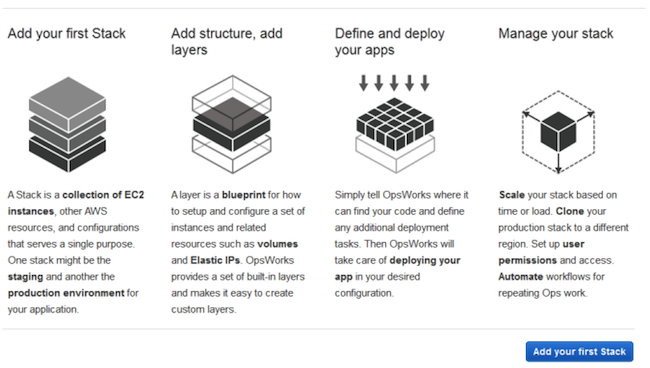 Add your first Stack
Add structure, add
layers
Define and deploy
your apps
Manage your stack
A Stack is a collection of EC2
instances, other AWS
resources, and configurations
that serves a single purpose.
One stack might be the
staging and another the
production environment for
your application.
A layer is a blueprint for how
to setup and configure a set of
instances and related
resources such as volumes
and Elastic IPs. OpsWorks
provides a set of built-in layers
and makes it easy to create
custom layers.
Simply tell OpsWorks where it
can find your code and define
any additional deployment
tasks. Then OpsWorks will
take care of deploying your
app in your desired
configuration.
Scale your stack based on
time or load. Clone your
production stack to a different
region. Set up user
permissions and access.
Automate workflows for
repeating Ops work.
Add your first Stack